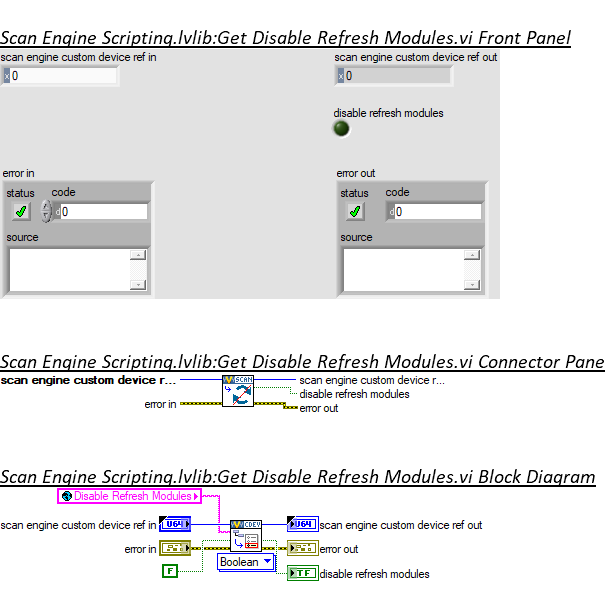 Scan Engine Scripting.lvlib:Get Disable Refresh Modules.vi Front Panel
scan engine custom device ref in
scan engine custom device ref out
x 0
x 0
disable refresh modules
error in
error out
status code
status code
d 0
d 0
source
source
Scan Engine Scripting.lvlib:Get Disable Refresh Modules.vi Connector Pane
scan engine custom device r...
SCAN
scan engine custom device r...
disable refresh modules
error in
error out
Scan Engine Scripting.lvlib:Get Disable Refresh Modules.vi Block Diagram
Disable Refresh Modules
scan engine custom device ref in
U64
CDEV
U64
scan engine custom device ref out
error in
error out
Boolean
F
TF
disable refresh modules